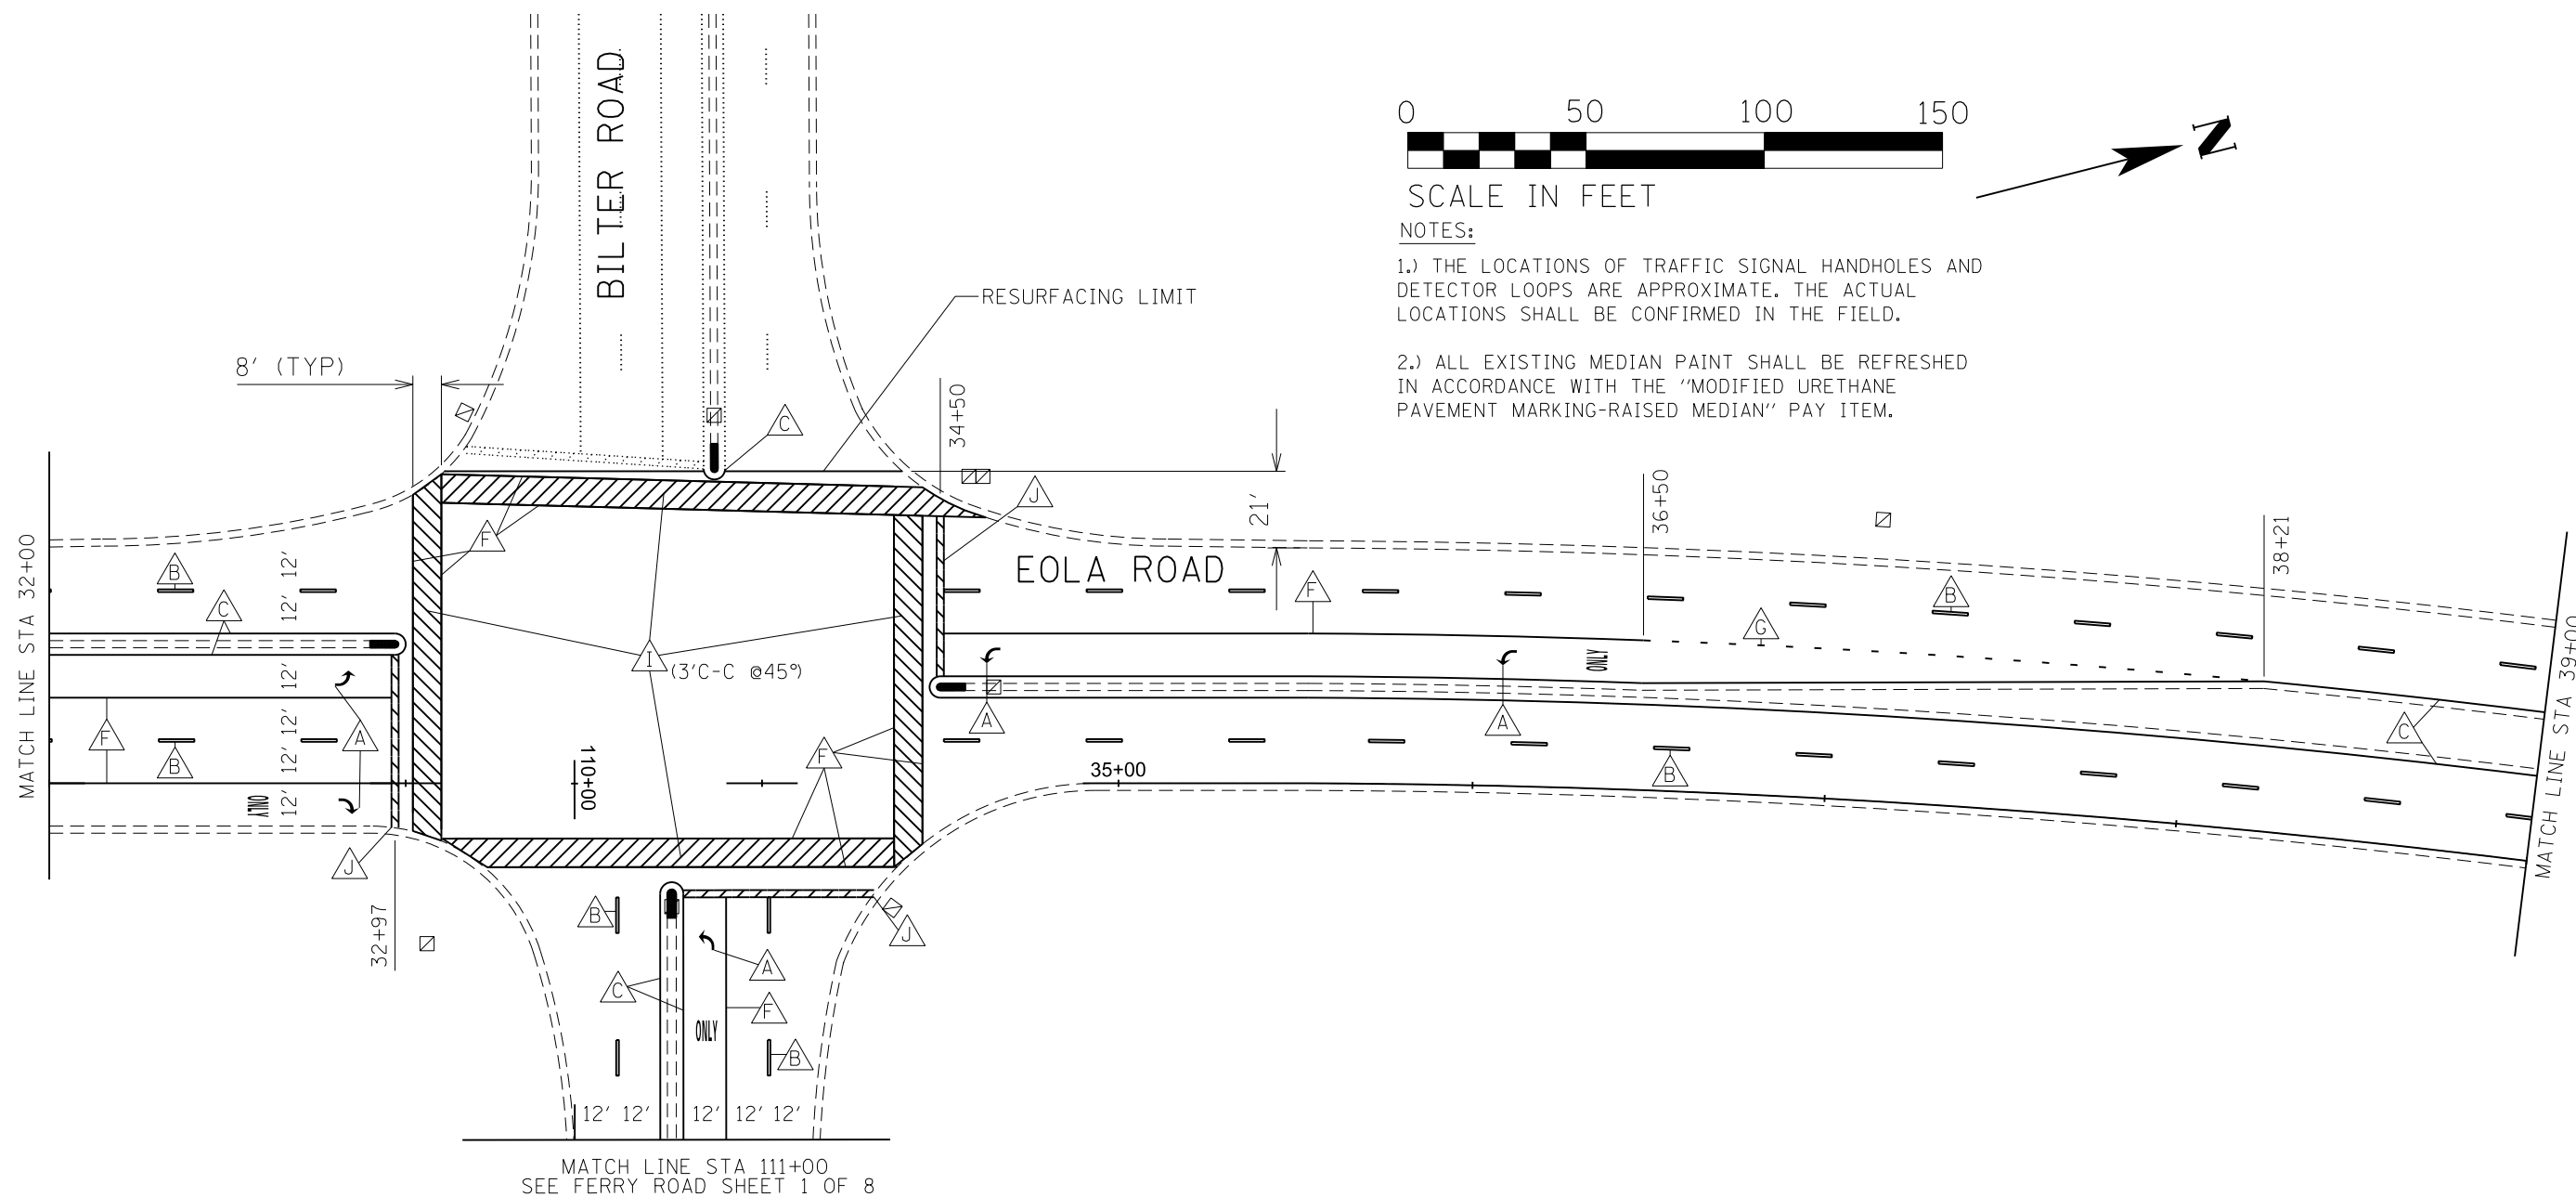 BILTER ROAD
0 50 100 150
SCALE IN FEET
N
NOTES:
1.) THE LOCATIONS OF TRAFFIC SIGNAL HANDHOLES AND
DETECTOR LOOPS ARE APPROXIMATE. THE ACTUAL
LOCATIONS SHALL BE CONFIRMED IN THE FIELD.
2.) ALL EXISTING MEDIAN PAINT SHALL BE REFRESHED
IN ACCORDANCE WITH THE "MODIFIED URETHANE
PAVEMENT MARKING-RAISED MEDIAN" PAY ITEM.
RESURFACING LIMIT
8' (TYP)
C
34+50
J
21'
36+50
38+21
MATCH LINE STA 32+00
F
B
12' 12'
C
EOLA ROAD
F
B
G
I
(3'C-C @45°)
12'
ONLY
A
A
C
MATCH LINE STA 39+00
F
A
B
12' 12' 12'
F
110+00
35+00
B
ONLY
J
32+97
B
J
A
C
F
ONLY
B
12' 12' 12' 12' 12'
MATCH LINE STA 111+00
SEE FERRY ROAD SHEET 1 OF 8